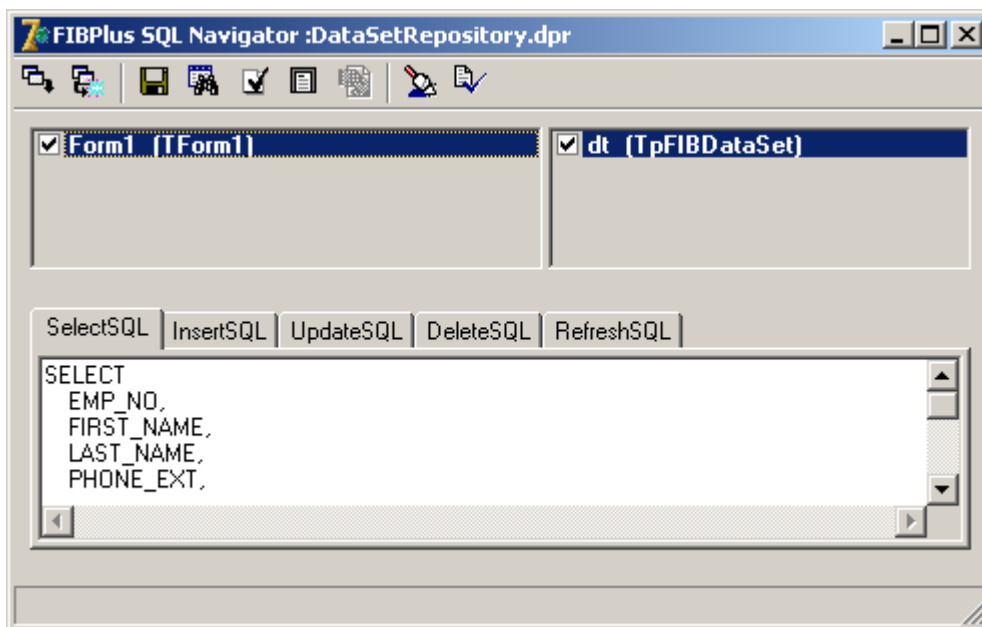 FIBPlus SQL Navigator :DataSetRepository.dpr
Form1 (TForm1)
dt (TpFIBDataSet)
SelectSQL InsertSQL UpdateSQL DeleteSQL RefreshSQL
SELECT
EMP_NO,
FIRST_NAME,
LAST_NAME,
PHONE_EXT,